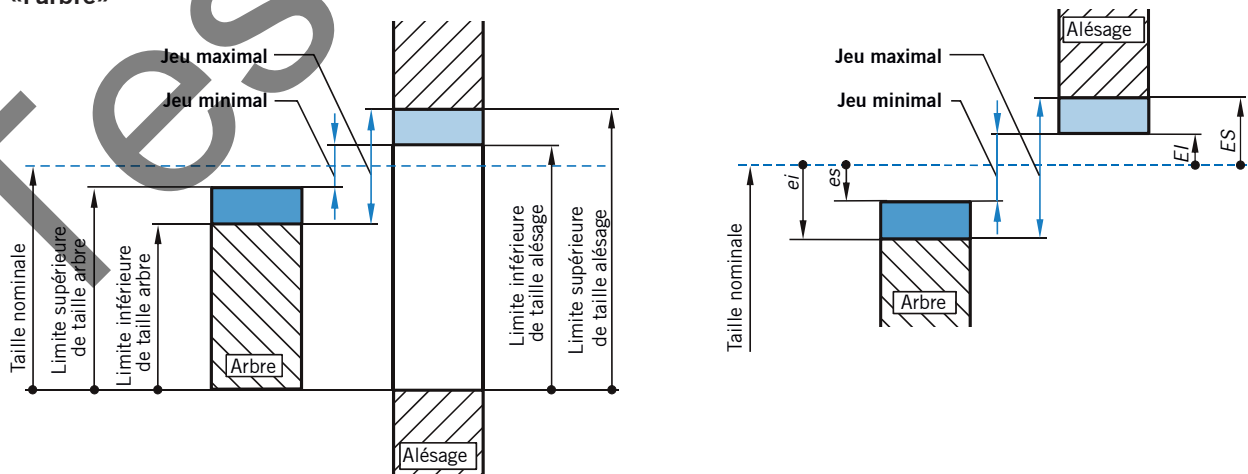 «l'arbre»
Tes
Jeu maximal
Jeu minimal
Taille nominale
Limite supérieure
de taille arbre
Limite inférieure
de taille arbre
Arbre
Alésage
Limite inférieure
de taille alésage
Limite supérieure
de taille alésage
Jeu maximal
Jeu minimal
Alésage
ei
es
EI
ES
Taille nominale
Arbre